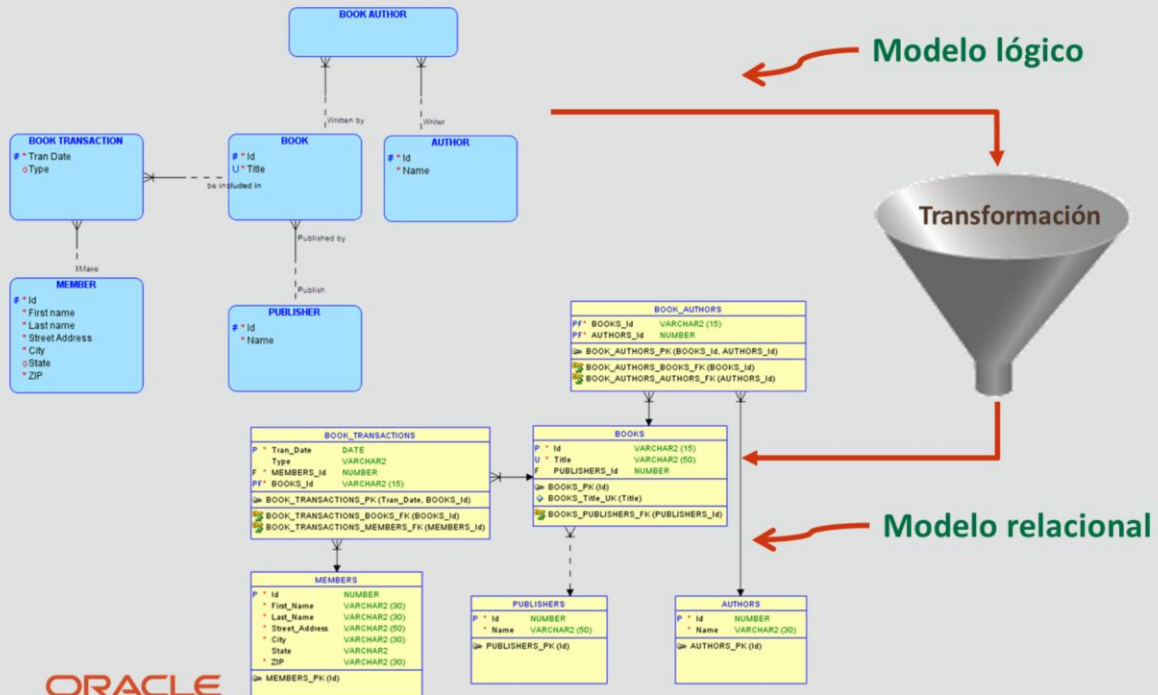 BOOK AUTHOR
Modelo lógico
Written by
Writer
BOOK TRANSACTION
# * Tran Date
o Type
be included in
BOOK
# * Id
U * Title
AUTHOR
# * Id
* Name
Transformación
Published by
Make
Publish
MEMBER
# * Id
* First name
* Last name
* Street Address
* City
o State
* ZIP
PUBLISHER
# * Id
* Name
BOOK_AUTHORS
PF* BOOKS_Id VARCHAR2 (15)
PF* AUTHORS_Id NUMBER
BOOK_AUTHORS_PK (BOOKS_Id, AUTHORS_Id)
BOOK_AUTHORS_BOOKS_FK (BOOKS_Id)
BOOK_AUTHORS_AUTHORS_FK (AUTHORS_Id)
BOOK_TRANSACTIONS
P * Tran_Date DATE
Type VARCHAR2
F * MEMBERS_Id NUMBER
PF* BOOKS_Id VARCHAR2 (15)
BOOK_TRANSACTIONS_PK (Tran_Date, BOOKS_Id)
BOOK_TRANSACTIONS_BOOKS_FK (BOOKS_Id)
BOOK_TRANSACTIONS_MEMBERS_FK (MEMBERS_Id)
BOOKS
P * Id VARCHAR2 (15)
U * Title VARCHAR2 (50)
F PUBLISHERS_Id NUMBER
BOOKS_PK (Id)
BOOKS_Title_UK (Title)
BOOKS_PUBLISHERS_FK (PUBLISHERS_Id)
Modelo relacional
MEMBERS
P * Id NUMBER
* First_Name VARCHAR2 (30)
* Last_Name VARCHAR2 (30)
* Street_Address VARCHAR2 (50)
* City VARCHAR2 (30)
State VARCHAR2
* ZIP VARCHAR2 (30)
MEMBERS_PK (Id)
PUBLISHERS
P * Id NUMBER
* Name VARCHAR2 (50)
PUBLISHERS_PK (Id)
AUTHORS
P * Id NUMBER
* Name VARCHAR2 (30)
AUTHORS_PK (Id)
ORACLE